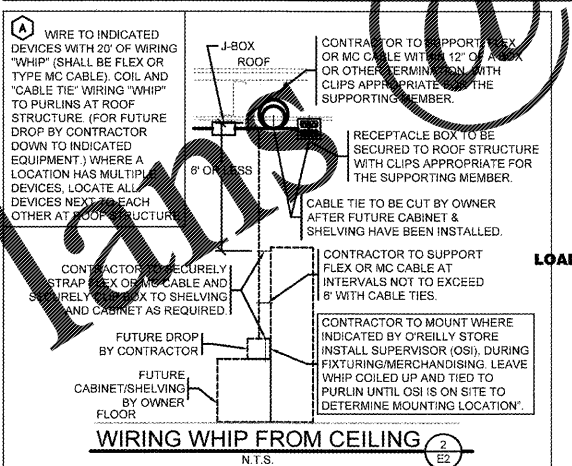 A
WIRE TO INDICATED
DEVICES WITH 20' OF WIRING
"WHIP" (SHALL BE FLEX OR
TYPE MC CABLE). COIL AND
"CABLE TIE" WIRING "WHIP"
TO PURLINS AT ROOF
STRUCTURE. (FOR FUTURE
DROP BY CONTRACTOR
DOWN TO INDICATED
EQUIPMENT.) WHERE A
LOCATION HAS MULTIPLE
DEVICES, LOCATE ALL
DEVICES NEXT TO EACH
OTHER AT ROOF STRUCTURE
J-BOX
ROOF
6' OR LESS
CONTRACTOR TO SUPPORT FLEX
OR MC CABLE WITHIN 12" OF A BOX
OR OTHER TERMINATION, WITH
CLIPS APPROPRIATE FOR THE
SUPPORTING MEMBER.
RECEPTACLE BOX TO BE
SECURED TO ROOF STRUCTURE
WITH CLIPS APPROPRIATE FOR
THE SUPPORTING MEMBER.
CABLE TIE TO BE CUT BY OWNER
AFTER FUTURE CABINET &
SHELVING HAVE BEEN INSTALLED.
CONTRACTOR TO SECURELY
STRAP FLEX OR MC CABLE AND
SECURELY CLIP BOX TO SHELVING
AND CABINET AS REQUIRED.
CONTRACTOR TO SUPPORT
FLEX OR MC CABLE AT
INTERVALS NOT TO EXCEED
6' WITH CABLE TIES.
LOA
FUTURE DROP
BY CONTRACTOR
FUTURE
CABINET/SHELVING
BY OWNER
FLOOR
CONTRACTOR TO MOUNT WHERE
INDICATED BY O'REILLY STORE
INSTALL SUPERVISOR (OSI), DURING
FIXTURING/MERCHANDISING. LEAVE
WHIP COILED UP AND TIED TO
PURLIN UNTIL OSI IS ON SITE TO
DETERMINE MOUNTING LOCATION".
WIRING WHIP FROM CEILING
2
E2
N.T.S.
lans @